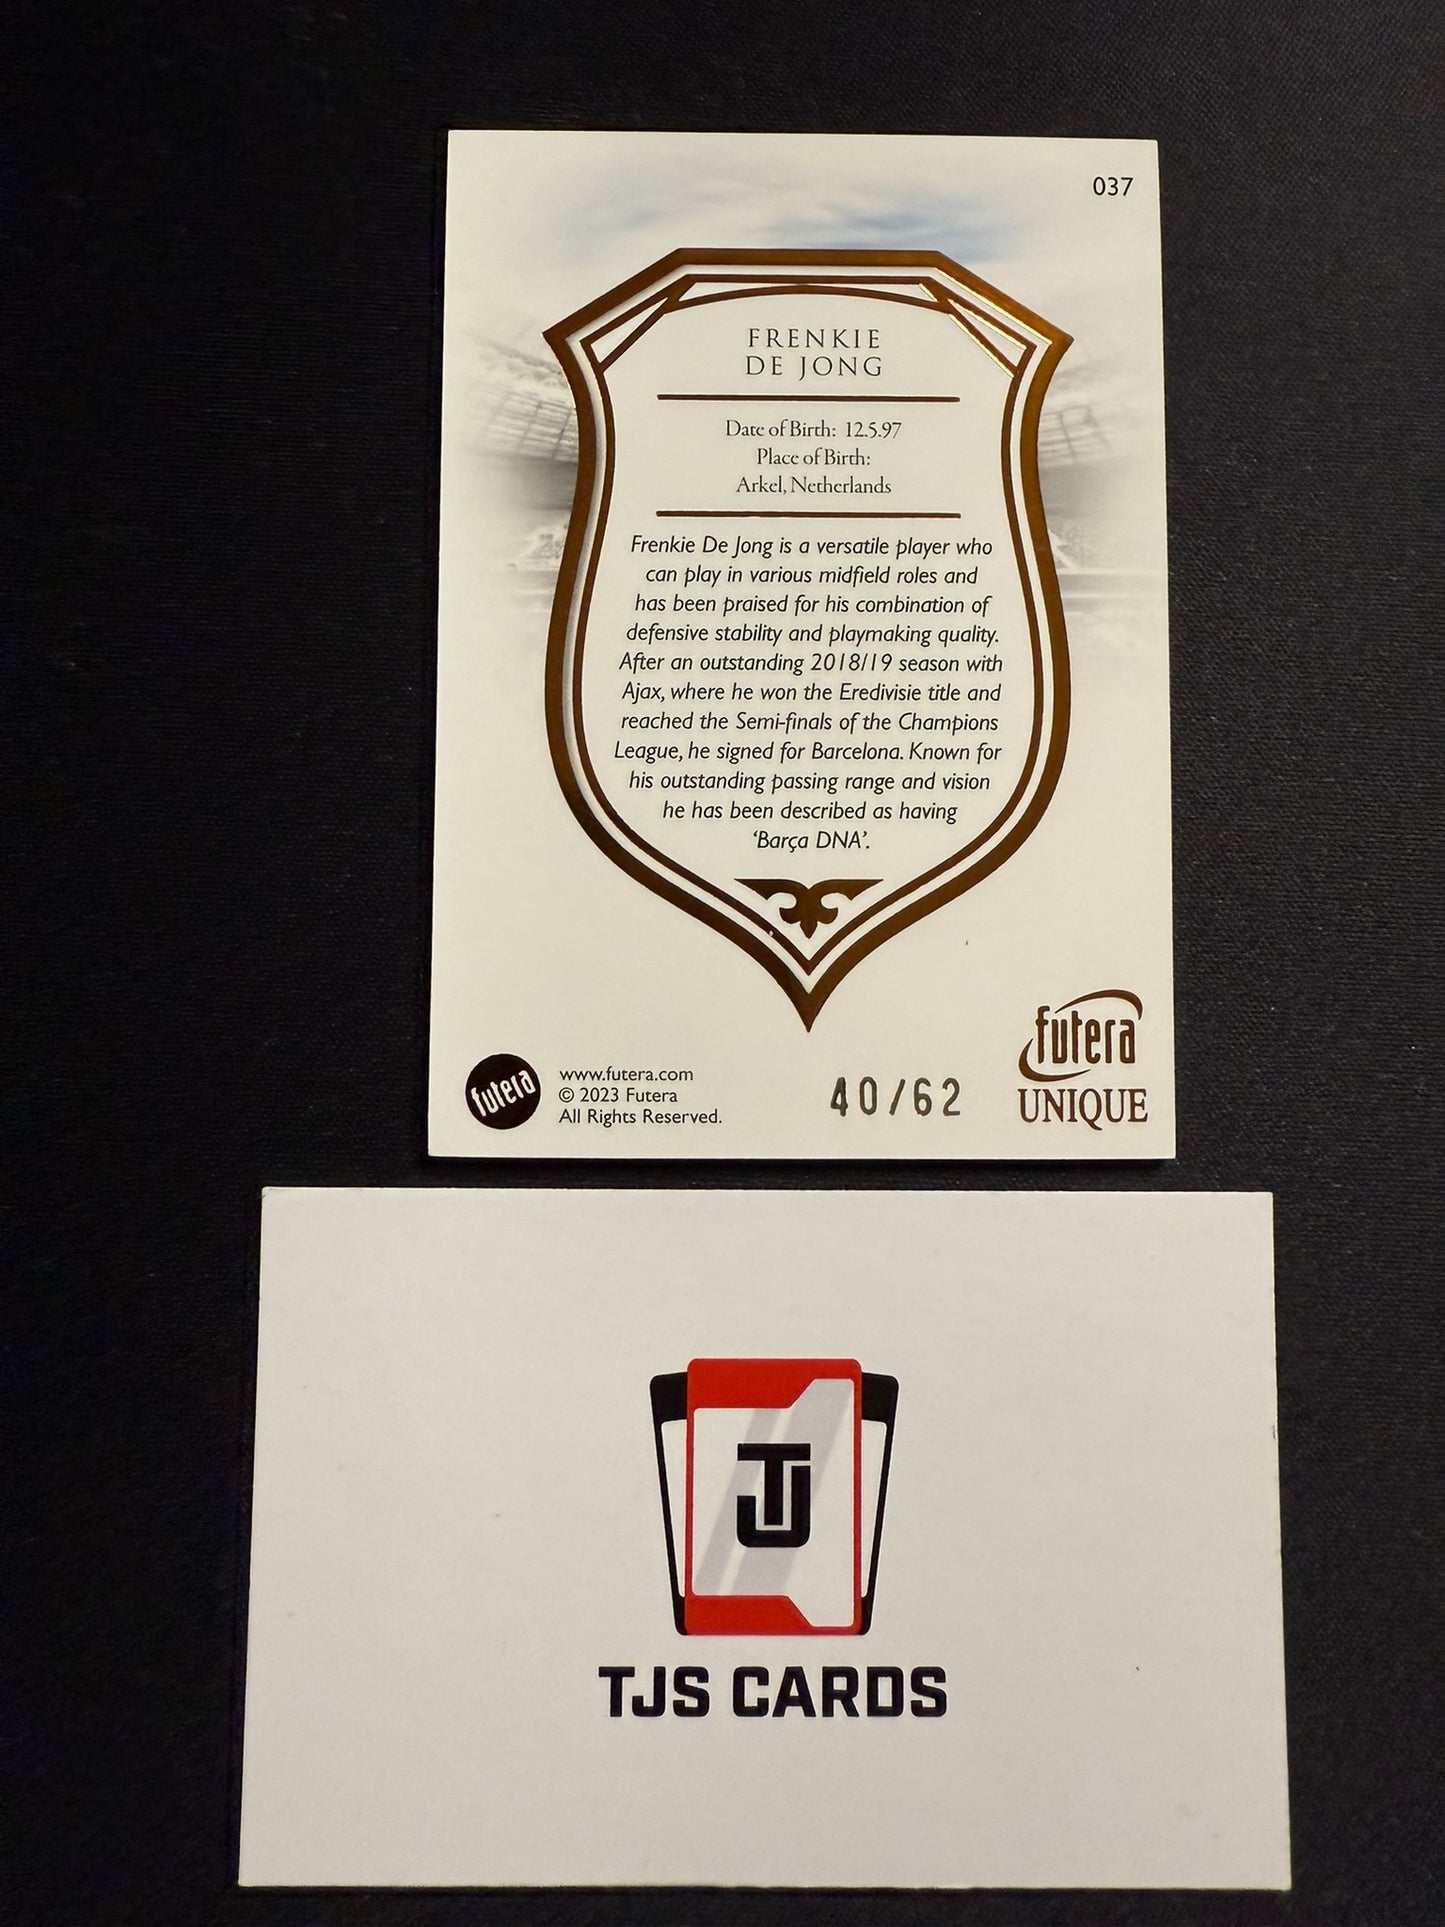 037
FRENKIE
DE JONG
Date of Birth: 12.5.97
Place of Birth:
Arkel, Netherlands
Frenkie De Jong is a versatile player who
can play in various midfield roles and
has been praised for his combination of
defensive stability and playmaking quality.
After an outstanding 2018/19 season with
Ajax, where he won the Eredivisie title and
reached the Semi-finals of the Champions
League, he signed for Barcelona. Known for
his outstanding passing range and vision
he has been described as having
‘Barça DNA’.
futera
www.futera.com
© 2023 Futera
All Rights Reserved.
40/62
futera
UNIQUE
TJ
TJS CARDS